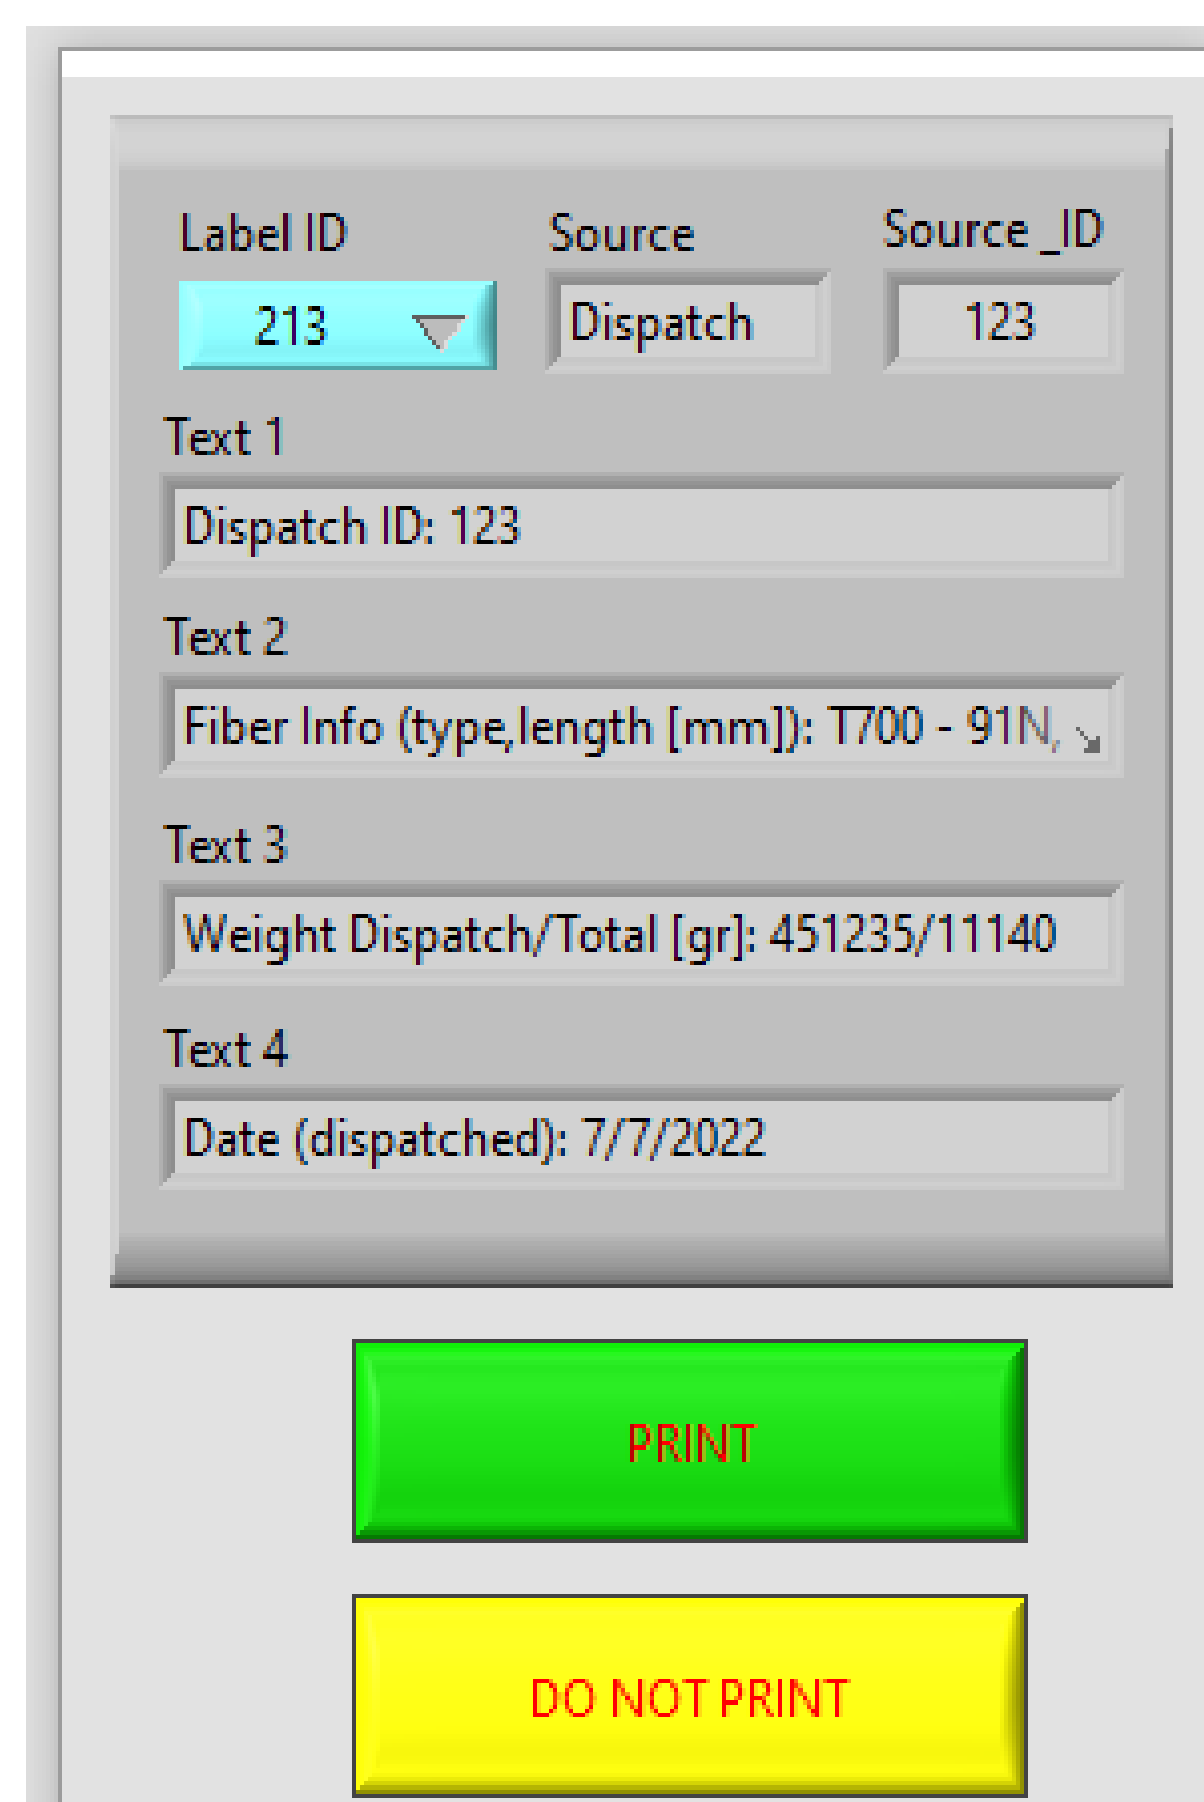 Label ID Source Source _ID
213 Dispatch 123
Text 1
Dispatch ID: 123
Text 2
Fiber Info (type,length [mm]): T700 - 91N,
Text 3
Weight Dispatch/Total [gr]: 451235/11140
Text 4
Date (dispatched): 7/7/2022
PRINT
DO NOT PRINT